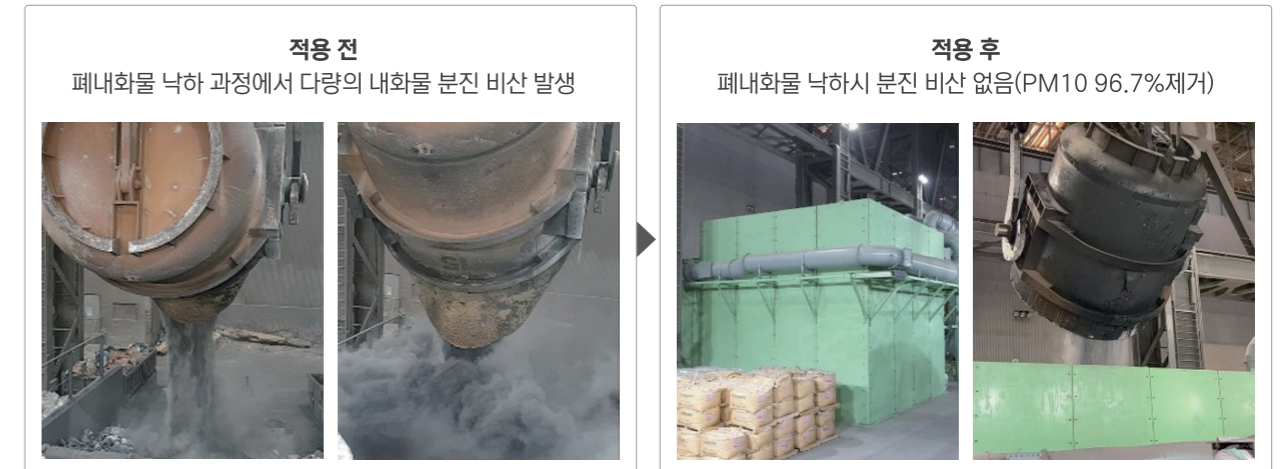 적용 전
폐내화물 낙하 과정에서 다량의 내화물 분진 비산 발생
적용 후
폐내화물 낙하시 분진 비산 없음(PM10 96.7%제거)